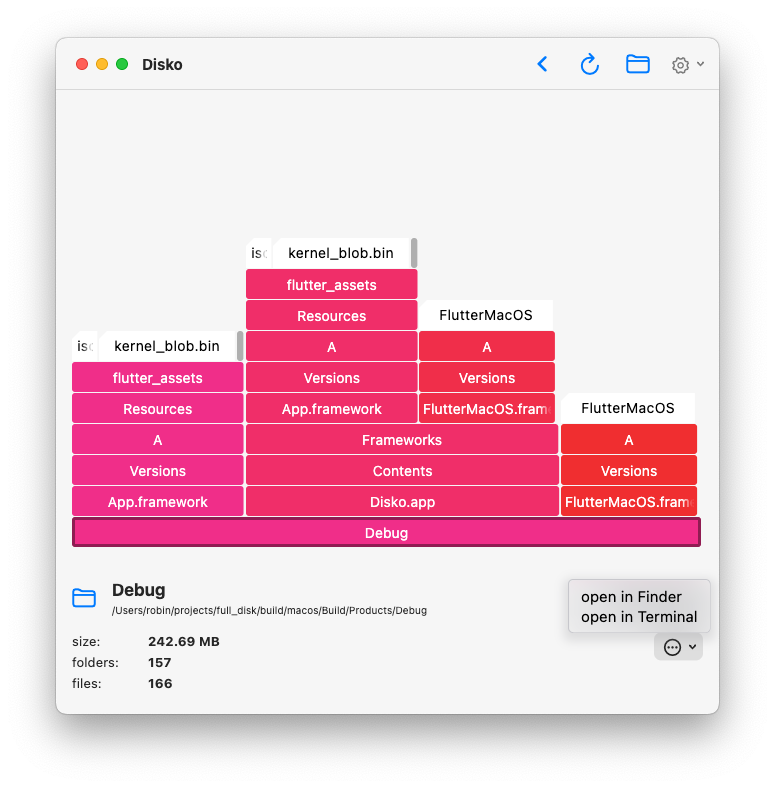 Disko
isc kernel_blob.bin
flutter_assets
Resources FlutterMacOS
isc kernel_blob.bin A A
flutter_assets Versions Versions
Resources App.framework FlutterMacOS.fram FlutterMacOS
A Frameworks A
Versions Contents Versions
App.framework Disko.app FlutterMacOS.fram
Debug
Debug
/Users/robin/projects/full_disk/build/macos/Build/Products/Debug
open in Finder
open in Terminal
size: 242.69 MB
folders: 157
files: 166